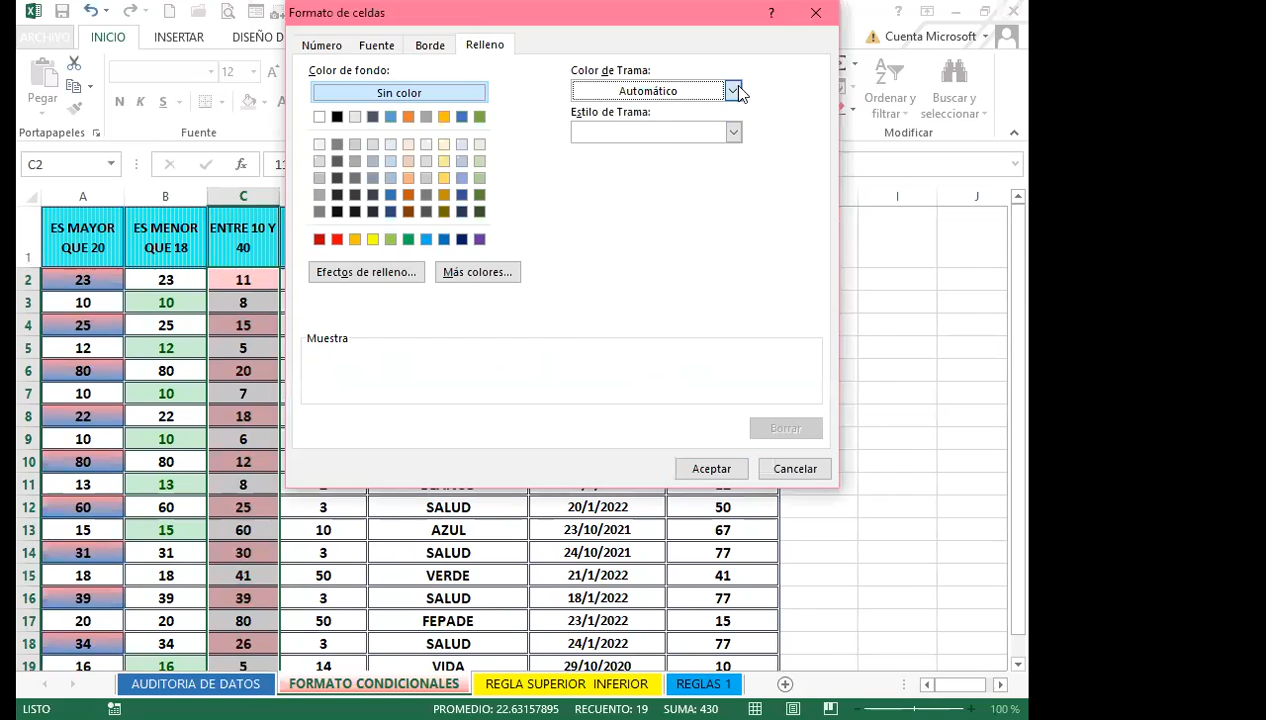 Formato de celdas
?
ARCHIVO
INICIO
INSERTAR
DISEÑO D
Cuenta Microsoft
Número
Fuente
Borde
Relleno
Color de fondo:
Sin color
Color de Trama:
Automático
Estilo de Trama:
Efectos de relleno...
Más colores...
Muestra
Borrar
Aceptar
Cancelar
Pegar
Portapapeles
12
N K S
Fuente
Ordenar y
filtrar
Buscar y
seleccionar
Modificar
C2
fx
A B C I J
1 ES MAYOR QUE 20 ES MENOR QUE 18 ENTRE 10 Y 40
2 23 23 11
3 10 10 8
4 25 25 15
5 12 12 5
6 80 80 20
7 10 10 7
8 22 22 18
9 10 10 6
10 80 80 12
11 13 13 8
12 60 60 25 3 SALUD 20/1/2022 50
13 15 15 60 10 AZUL 23/10/2021 67
14 31 31 30 3 SALUD 24/10/2021 77
15 18 18 41 50 VERDE 21/1/2022 41
16 39 39 39 3 SALUD 18/1/2022 77
17 20 20 80 50 FEPADE 23/1/2022 15
18 34 34 26 3 SALUD 24/1/2022 77
19 16 16 5 14 VIDA 29/10/2020 10
AUDITORIA DE DATOS
FORMATO CONDICIONALES
REGLA SUPERIOR INFERIOR
REGLAS 1
LISTO
PROMEDIO: 22.63157895
RECUENTO: 19
SUMA: 430
100 %